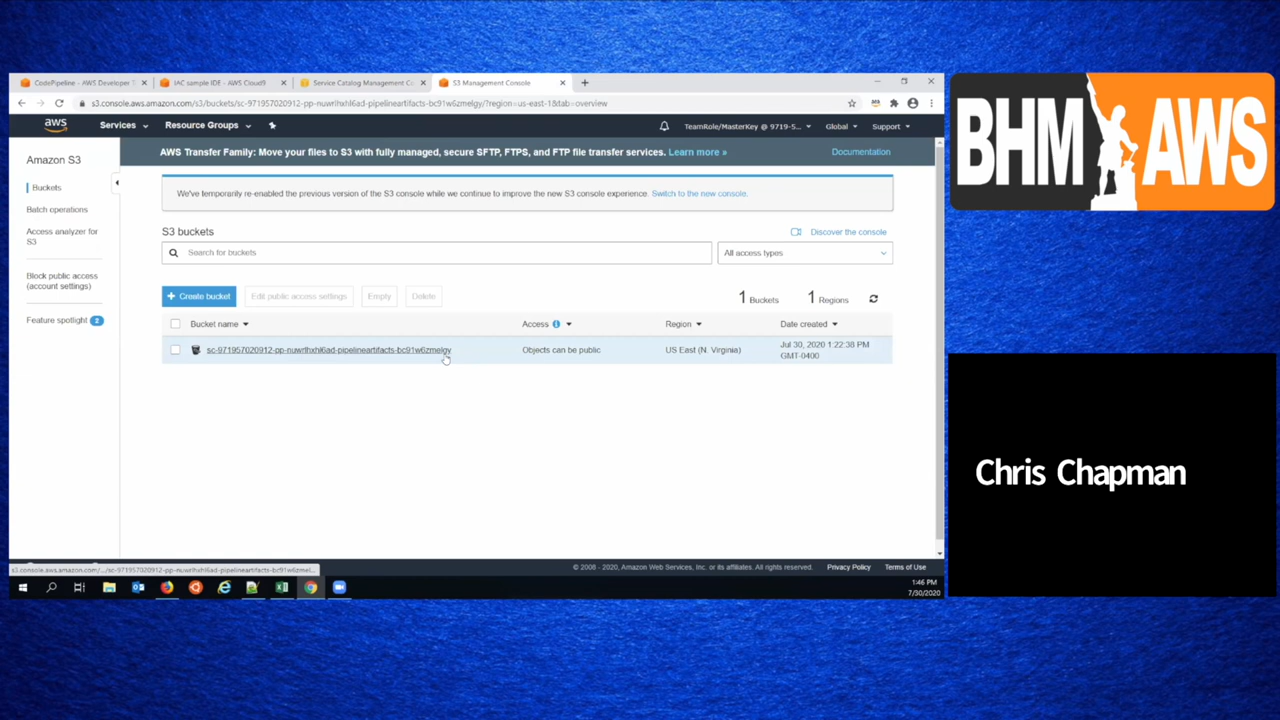 CodePipeline - AWS Developer T
IAC sample IDE - AWS Cloud9
Service Catalog Management Co
S3 Management Console
s3.console.aws.amazon.com/s3/buckets/sc-971957020912-pp-nuwrlhxhl6ad-pipelineartifacts-bc91w6zmelgy/?region=us-east-1&tab=overview
aws
Services
Resource Groups
TeamRole/MasterKey @ 9719-5...
Global
Support
Amazon S3
Buckets
Batch operations
Access analyzer for
S3
Block public access
(account settings)
Feature spotlight 2
AWS Transfer Family: Move your files to S3 with fully managed, secure SFTP, FTPS, and FTP file transfer services. Learn more »
Documentation
We've temporarily re-enabled the previous version of the S3 console while we continue to improve the new S3 console experience. Switch to the new console.
S3 buckets
Discover the console
Search for buckets
All access types
+ Create bucket
Edit public access settings
Empty
Delete
1 Buckets
1 Regions
Bucket name
Access
Region
Date created
sc-971957020912-pp-nuwrlhxhl6ad-pipelineartifacts-bc91w6zmelgy
Objects can be public
US East (N. Virginia)
Jul 30, 2020 1:22:38 PM
GMT-0400
s3.console.aws.amazon.com/.../sc-971957020912-pp-nuwrlhxhl6ad-pipelineartifacts-bc91w6zmel...
© 2008 - 2020, Amazon Web Services, Inc. or its affiliates. All rights reserved.
Privacy Policy
Terms of Use
1:46 PM
7/30/2020
BHM AWS
Chris Chapman